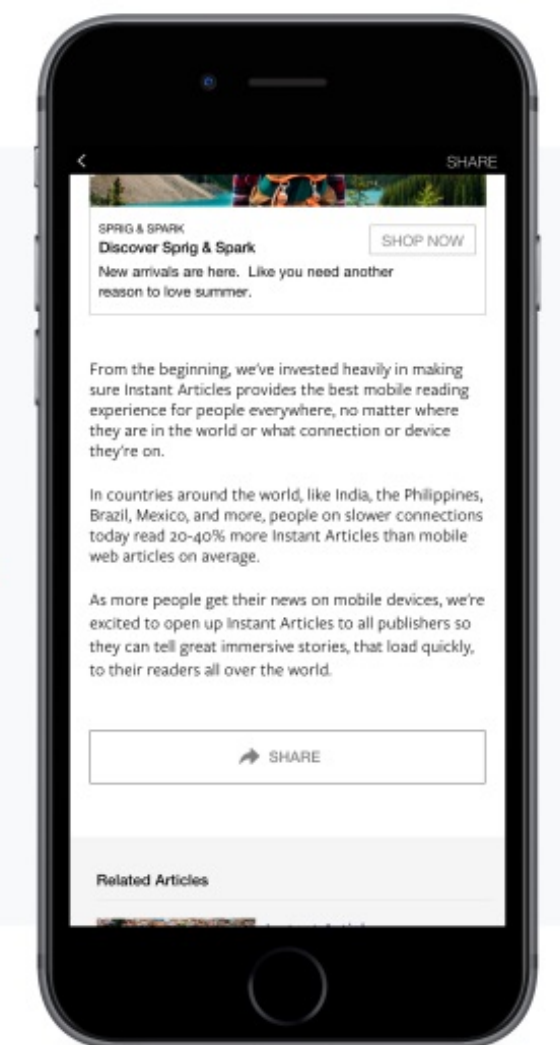 SHARE
SPRIG & SPARK
Discover Sprig & Spark
SHOP NOW
New arrivals are here. Like you need another
reason to love summer.
From the beginning, we've invested heavily in making
sure Instant Articles provides the best mobile reading
experience for people everywhere, no matter where
they are in the world or what connection or device
they're on.
In countries around the world, like India, the Philippines,
Brazil, Mexico, and more, people on slower connections
today read 20-40% more Instant Articles than mobile
web articles on average.
As more people get their news on mobile devices, we're
excited to open up Instant Articles to all publishers so
they can tell great immersive stories, that load quickly,
to their readers all over the world.
SHARE
Related Articles